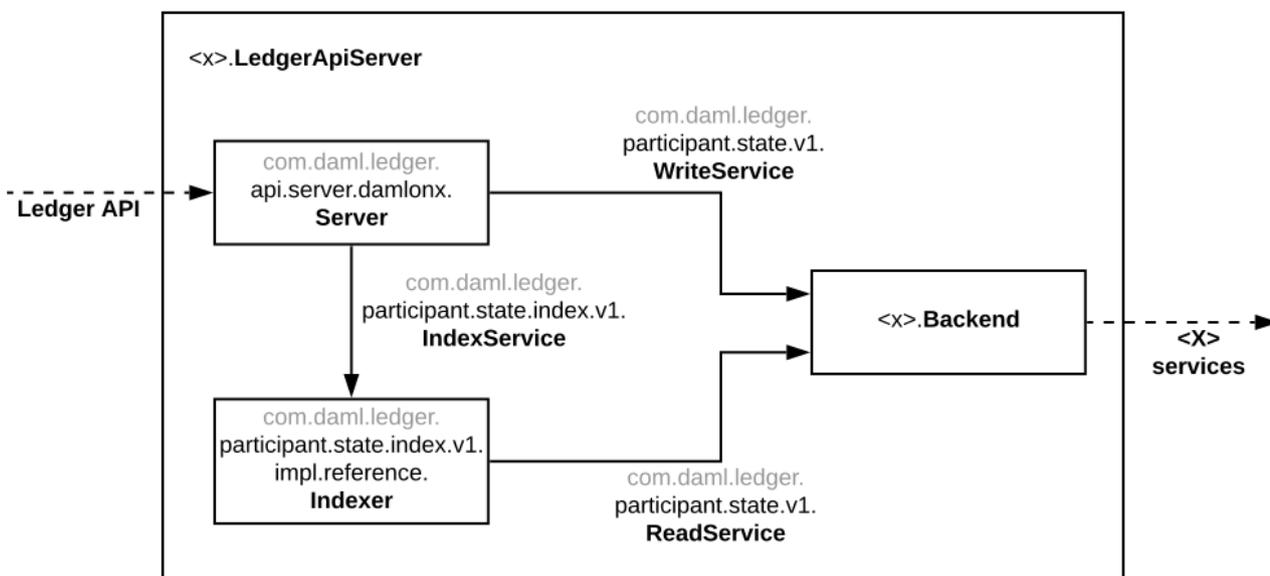 <x>.LedgerApiServer
com.daml.ledger.
participant.state.v1.
WriteService
com.daml.ledger.
api.server.damlonx.
Server
Ledger API
com.daml.ledger.
participant.state.index.v1.
IndexService
<x>.Backend
<X>
services
com.daml.ledger.
participant.state.index.v1.
impl.reference.
Indexer
com.daml.ledger.
participant.state.v1.
ReadService